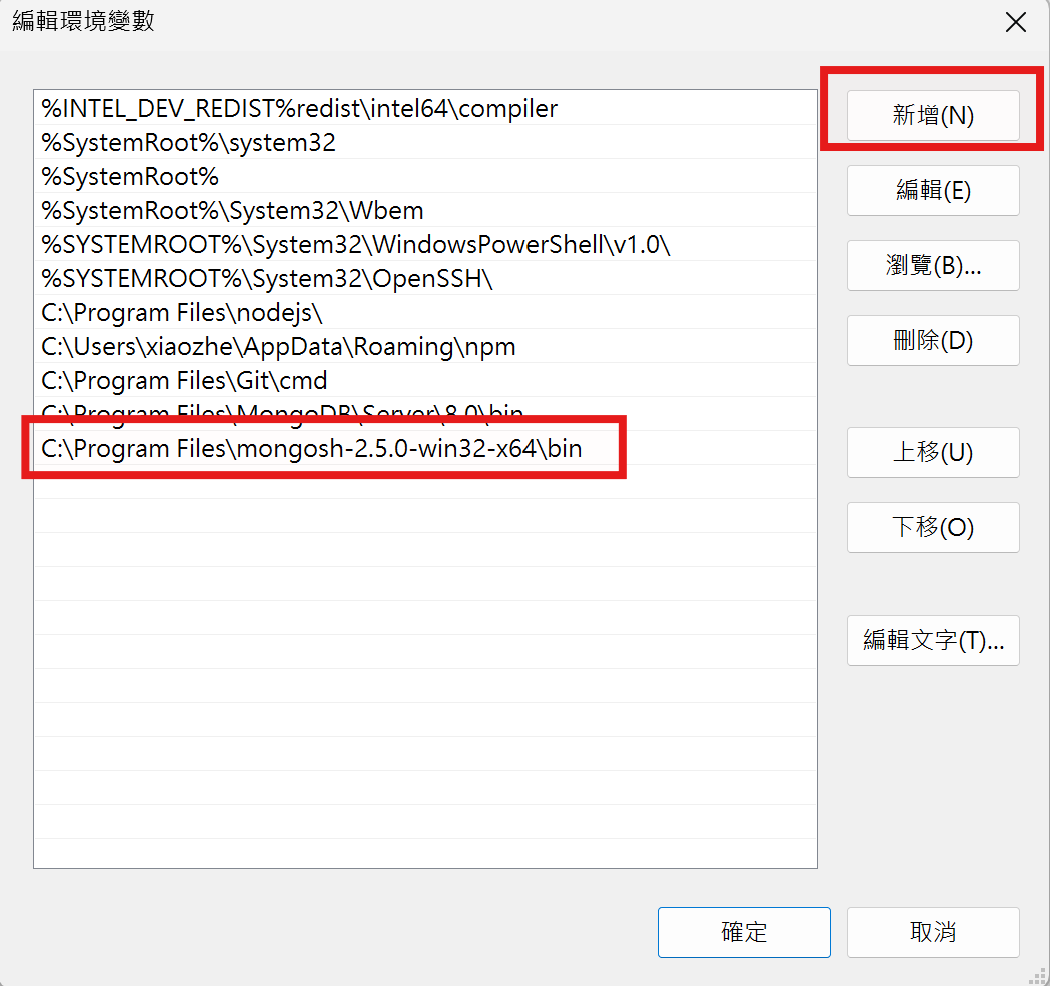 編輯環境變數
%INTEL_DEV_REDIST%redist\intel64\compiler
%SystemRoot%\system32
%SystemRoot%
%SystemRoot%\System32\Wbem
%SYSTEMROOT%\System32\WindowsPowerShell\v1.0\
%SYSTEMROOT%\System32\OpenSSH\
C:\Program Files\nodejs\
C:\Users\xiaozhe\AppData\Roaming\npm
C:\Program Files\Git\cmd
C:\Program Files\MongoDB\Server\8.0\bin
C:\Program Files\mongosh-2.5.0-win32-x64\bin
新增(N)
編輯(E)
瀏覽(B)...
刪除(D)
上移(U)
下移(O)
編輯文字(T)...
確定
取消